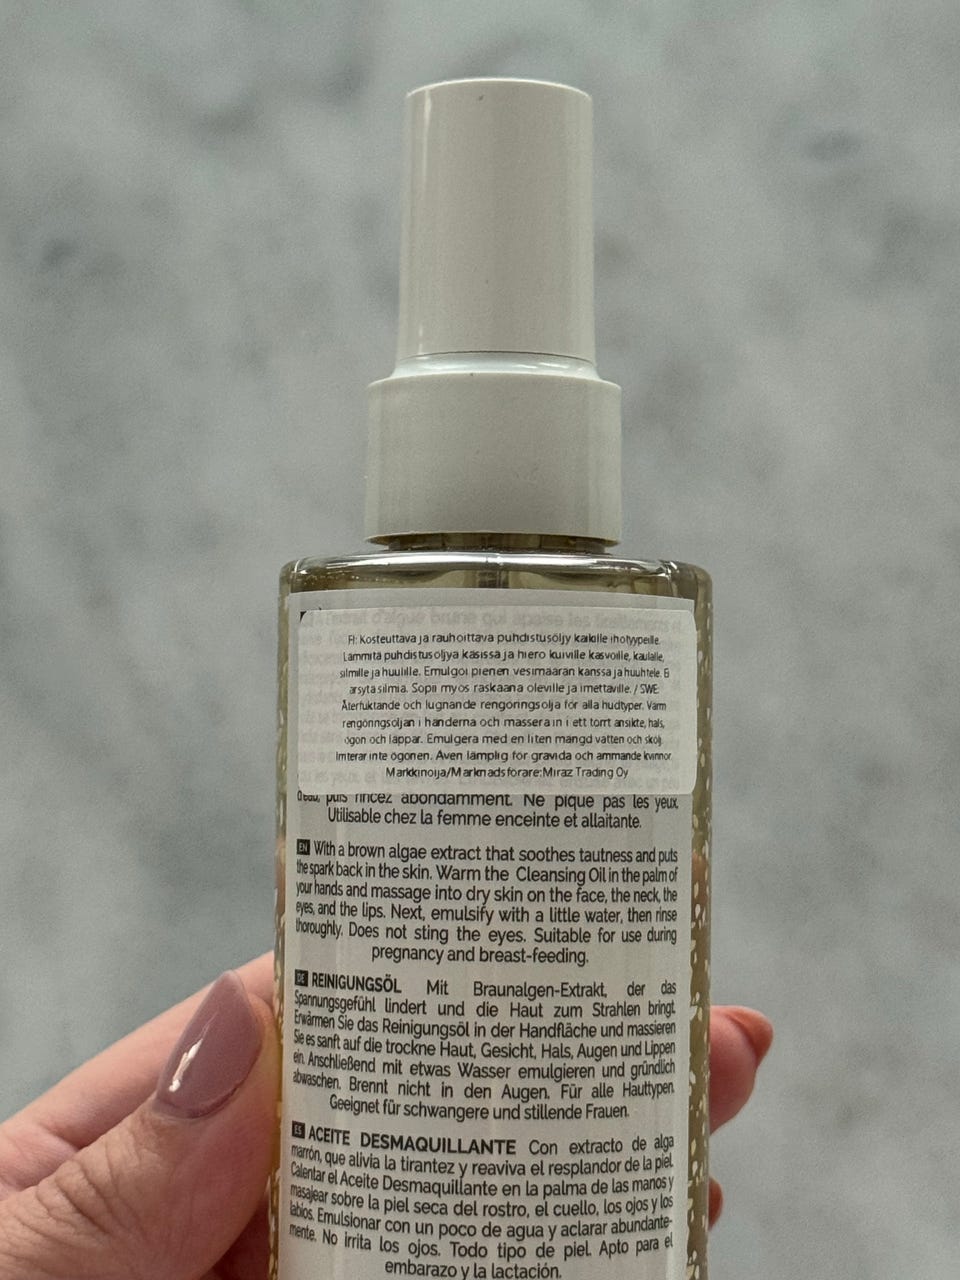 FI: Kosteuttava ja rauhoittava puhdistusöljy kaikille ihotyypeille.
Lämmitä puhdistusöljyä käsissä ja hiero kuiville kasvoille, kaulalle,
silmille ja huulille. Emulgoi pienen vesimäärän kanssa ja huuhtele. Ei
ärsytä silmiä. Sopii myös raskaana oleville ja imettäville. / SWE:
Återfuktande och lugnande rengöringsolja för alla hudtyper. Värm
rengöringsoljan i händerna och massera in i ett torrt ansikte, hals,
ögon och läppar. Emulgera med en liten mängd vatten och skölj.
Irriterar inte ögonen. Även lämplig för gravida och ammande kvinnor.
Markkinoija/Marknadsförare:Miraz Trading Oy
d'eau, puis rincez abondamment. Ne pique pas les yeux.
Utilisable chez la femme enceinte et allaitante.
EN With a brown algae extract that soothes tautness and puts
the spark back in the skin. Warm the Cleansing Oil in the palm of
your hands and massage into dry skin on the face, the neck, the
eyes, and the lips. Next, emulsify with a little water, then rinse
thoroughly. Does not sting the eyes. Suitable for use during
pregnancy and breast-feeding.
DE REINIGUNGSÖL Mit Braunalgen-Extrakt, der das
Spannungsgefühl lindert und die Haut zum Strahlen bringt.
Erwärmen Sie das Reinigungsöl in der Handfläche und massieren
Sie es sanft auf die trockne Haut, Gesicht, Hals, Augen und Lippen
ein. Anschließend mit etwas Wasser emulgieren und gründlich
abwaschen. Brennt nicht in den Augen. Für alle Hauttypen.
Geeignet für schwangere und stillende Frauen.
ES ACEITE DESMAQUILLANTE Con extracto de alga
marrón, que alivia la tirantez y reaviva el resplandor de la piel.
Calentar el Aceite Desmaquillante en la palma de las manos y
masajear sobre la piel seca del rostro, el cuello, los ojos y los
labios. Emulsionar con un poco de agua y aclarar abundante-
mente. No irrita los ojos. Todo tipo de piel. Apto para el
embarazo y la lactación.